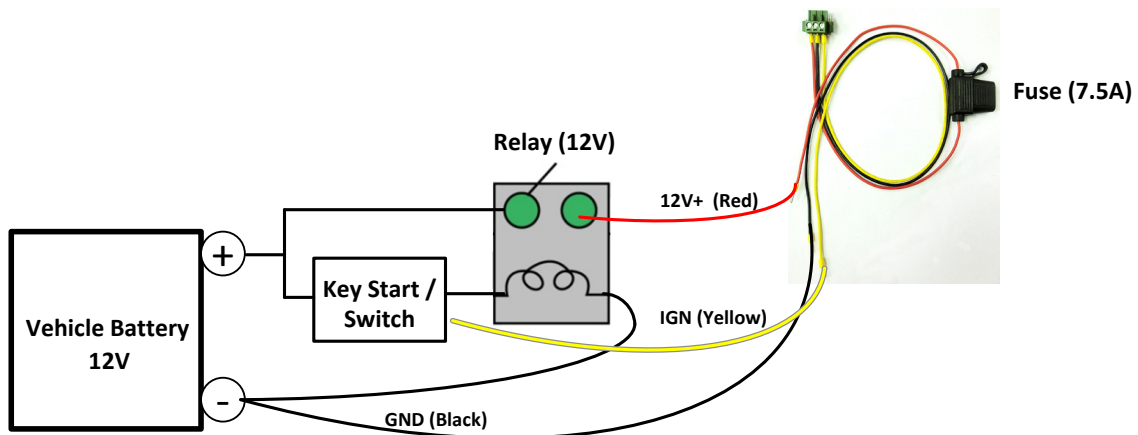 Fuse (7.5A)
Relay (12V)
12V+ (Red)
+
Key Start /
Switch
Vehicle Battery
12V
IGN (Yellow)
-
GND (Black)